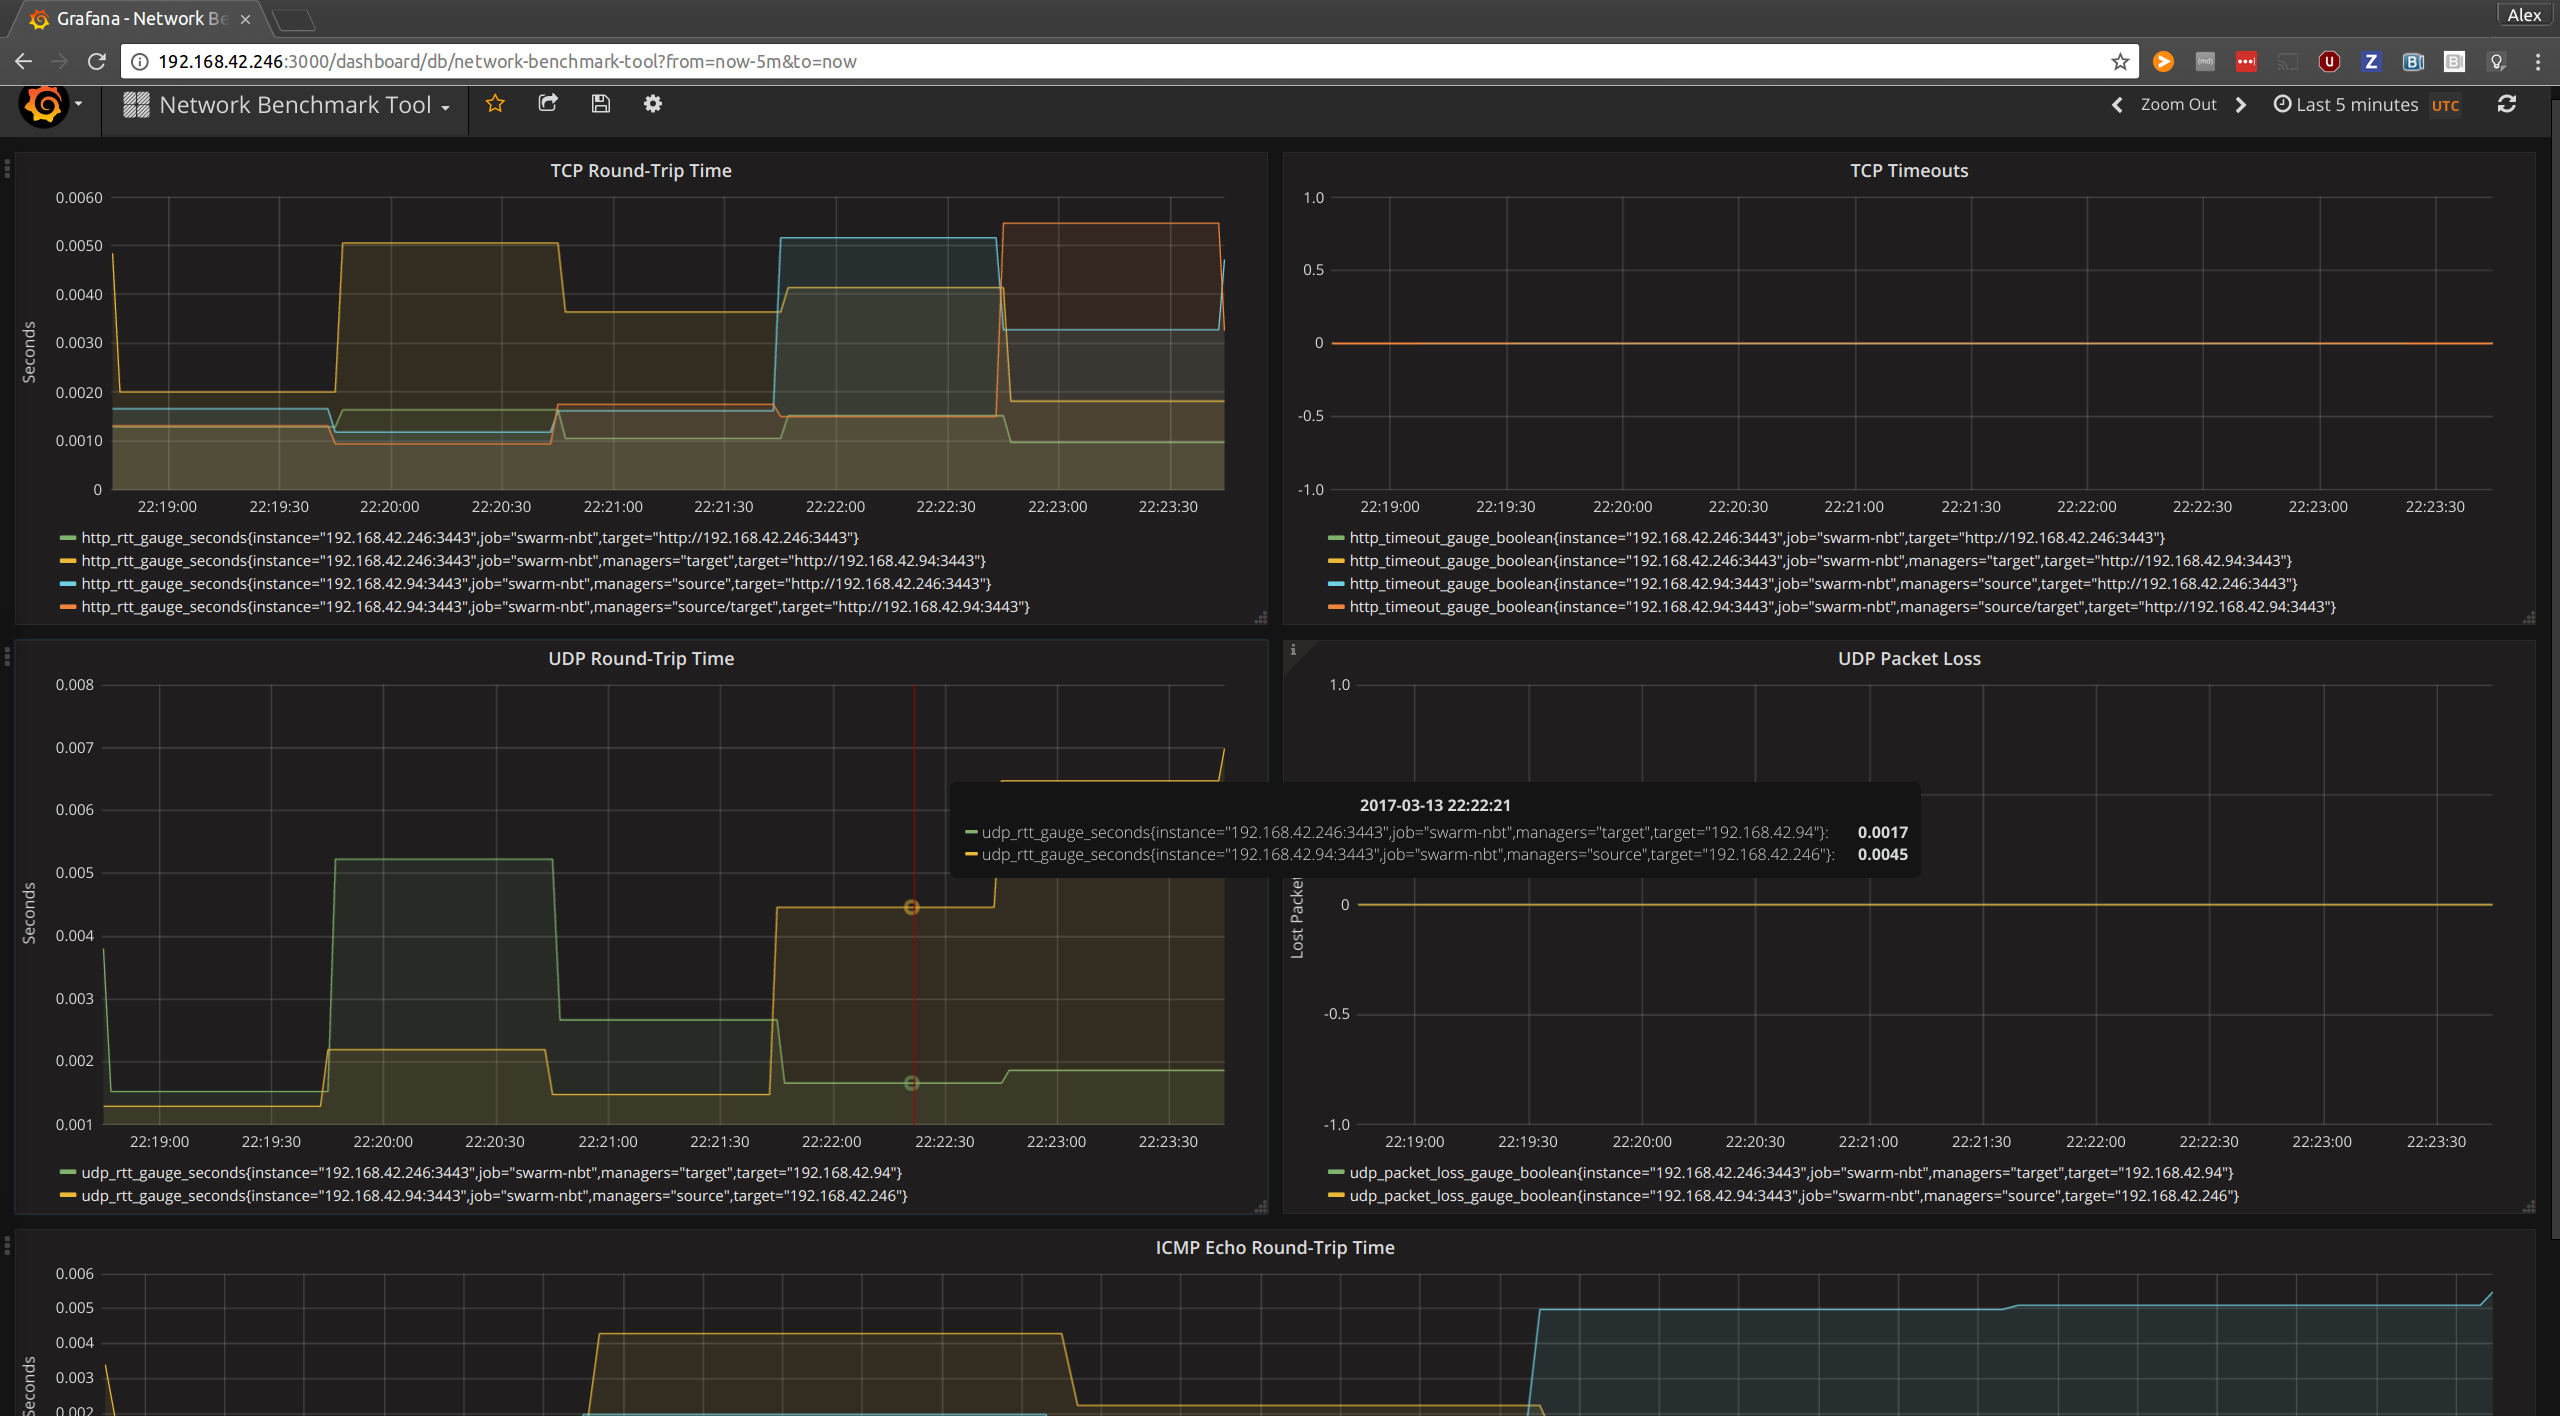 Grafana - Network Be
Alex
192.168.42.246:3000/dashboard/db/network-benchmark-tool?from=now-5m&to=now
Network Benchmark Tool
Zoom Out
Last 5 minutes UTC
TCP Round-Trip Time
0.0060
0.0050
0.0040
0.0030
0.0020
0.0010
0
Seconds
22:19:00 22:19:30 22:20:00 22:20:30 22:21:00 22:21:30 22:22:00 22:22:30 22:23:00 22:23:30
http_rtt_gauge_seconds{instance="192.168.42.246:3443",job="swarm-nbt",target="http://192.168.42.246:3443"}
http_rtt_gauge_seconds{instance="192.168.42.246:3443",job="swarm-nbt",managers="target",target="http://192.168.42.94:3443"}
http_rtt_gauge_seconds{instance="192.168.42.94:3443",job="swarm-nbt",managers="source",target="http://192.168.42.246:3443"}
http_rtt_gauge_seconds{instance="192.168.42.94:3443",job="swarm-nbt",managers="source/target",target="http://192.168.42.94:3443"}
TCP Timeouts
1.0
0.5
0
-0.5
-1.0
22:19:00 22:19:30 22:20:00 22:20:30 22:21:00 22:21:30 22:22:00 22:22:30 22:23:00 22:23:30
http_timeout_gauge_boolean{instance="192.168.42.246:3443",job="swarm-nbt",target="http://192.168.42.246:3443"}
http_timeout_gauge_boolean{instance="192.168.42.246:3443",job="swarm-nbt",managers="target",target="http://192.168.42.94:3443"}
http_timeout_gauge_boolean{instance="192.168.42.94:3443",job="swarm-nbt",managers="source",target="http://192.168.42.246:3443"}
http_timeout_gauge_boolean{instance="192.168.42.94:3443",job="swarm-nbt",managers="source/target",target="http://192.168.42.94:3443"}
UDP Round-Trip Time
0.008
0.007
0.006
0.005
0.004
0.003
0.002
0.001
Seconds
22:19:00 22:19:30 22:20:00 22:20:30 22:21:00 22:21:30 22:22:00 22:22:30 22:23:00 22:23:30
udp_rtt_gauge_seconds{instance="192.168.42.246:3443",job="swarm-nbt",managers="target",target="192.168.42.94"}
udp_rtt_gauge_seconds{instance="192.168.42.94:3443",job="swarm-nbt",managers="source",target="192.168.42.246"}
2017-03-13 22:22:21
udp_rtt_gauge_seconds{instance="192.168.42.246:3443",job="swarm-nbt",managers="target",target="192.168.42.94"}: 0.0017
udp_rtt_gauge_seconds{instance="192.168.42.94:3443",job="swarm-nbt",managers="source",target="192.168.42.246"}: 0.0045
UDP Packet Loss
1.0
0
-0.5
-1.0
Lost Packe
22:19:00 22:19:30 22:20:00 22:20:30 22:21:00 22:21:30 22:22:00 22:22:30 22:23:00 22:23:30
udp_packet_loss_gauge_boolean{instance="192.168.42.246:3443",job="swarm-nbt",managers="target",target="192.168.42.94"}
udp_packet_loss_gauge_boolean{instance="192.168.42.94:3443",job="swarm-nbt",managers="source",target="192.168.42.246"}
ICMP Echo Round-Trip Time
0.006
0.005
0.004
0.003
0.002
Seconds